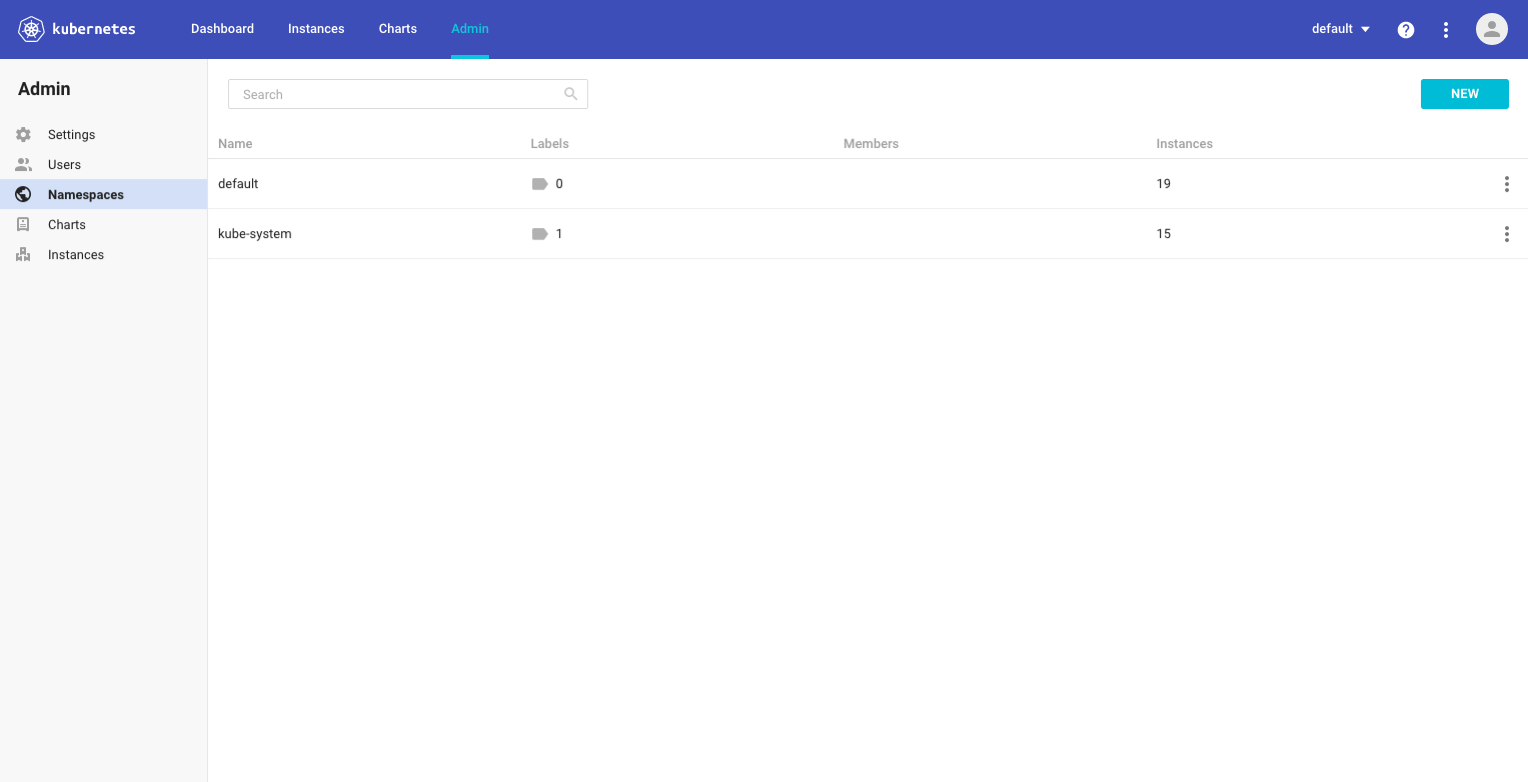 kubernetes Dashboard Instances Charts Admin default
Admin
Search
NEW
Settings
Users
Namespaces
Charts
Instances
Name Labels Members Instances
default 0 19
kube-system 1 15